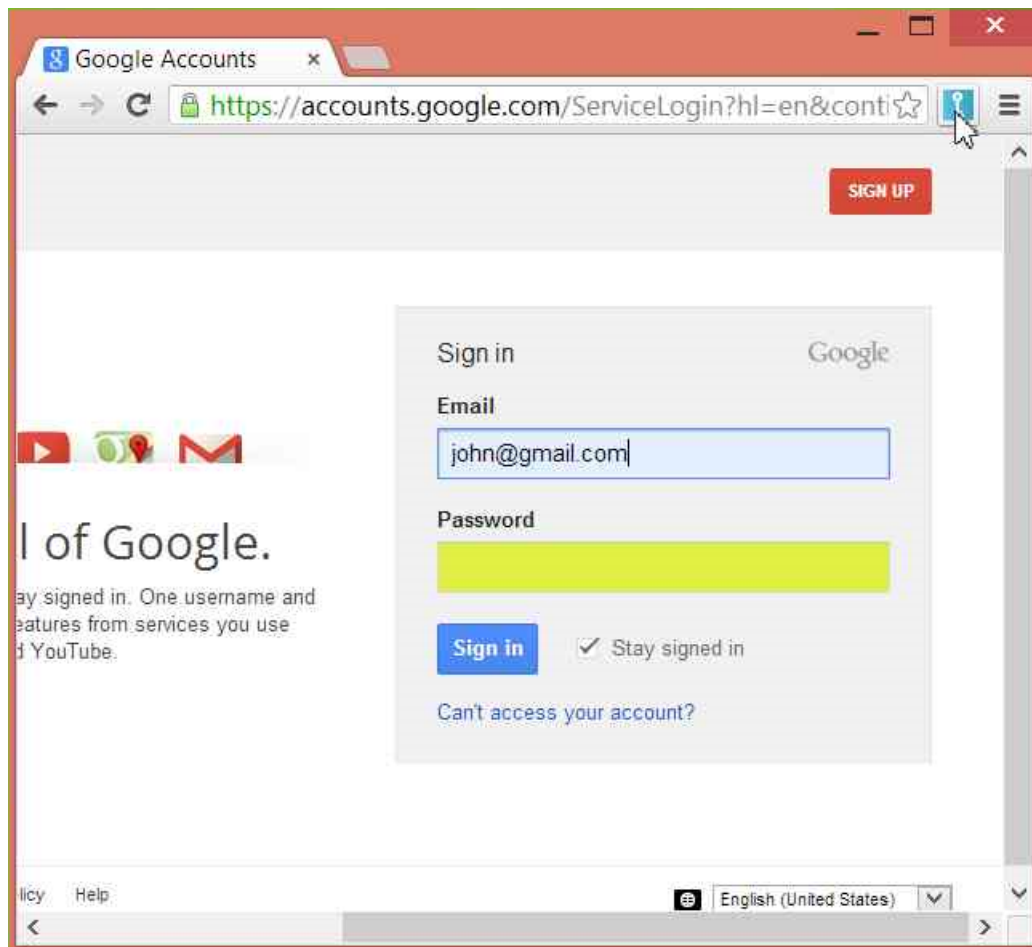 Google Accounts
https://accounts.google.com/ServiceLogin?hl=en&conti
SIGN UP
Sign in Google
Email
john@gmail.com
Password
l of Google.
ay signed in. One username and
eatures from services you use
d YouTube.
Sign in Stay signed in
Can't access your account?
licy Help
English (United States)